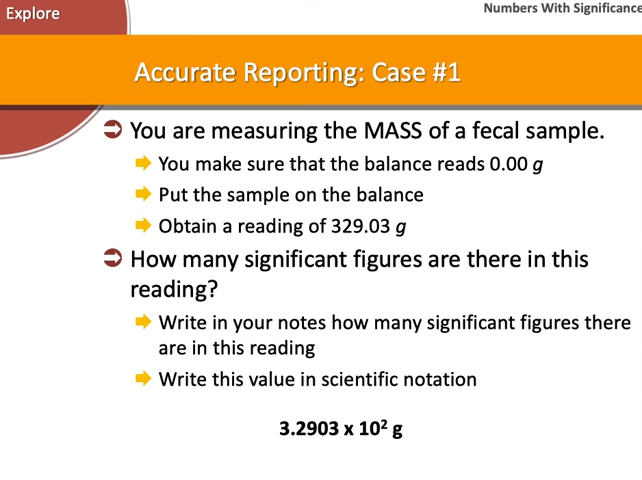 Explore
Numbers With Significance
Accurate Reporting: Case #1
You are measuring the MASS of a fecal sample.
You make sure that the balance reads 0.00 g
Put the sample on the balance
Obtain a reading of 329.03 g
How many significant figures are there in this
reading?
Write in your notes how many significant figures there
are in this reading
Write this value in scientific notation
3.2903 x 10² g